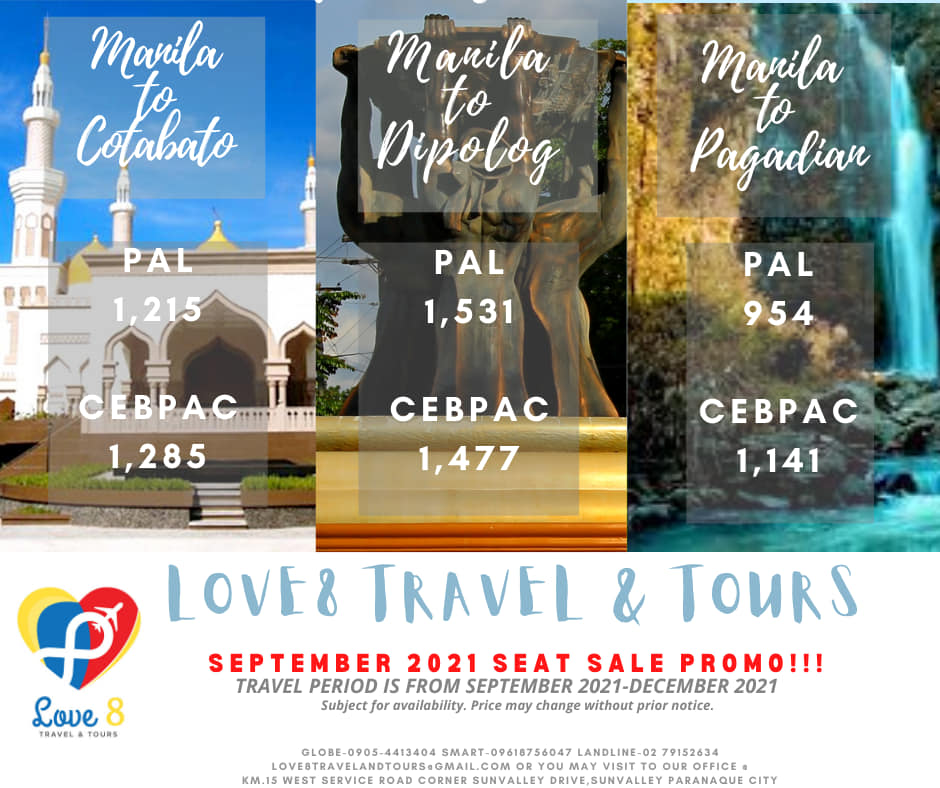 Manila
to
Cotabato
PAL
1,215
CEBPAC
1,285
Manila
to
Dipolog
PAL
1,531
CEBPAC
1,477
Manila
to
Pagadian
PAL
954
CEBPAC
1,141
LOVE8 TRAVEL & TOURS
Love 8
TRAVEL & TOURS
SEPTEMBER 2021 SEAT SALE PROMO!!!
TRAVEL PERIOD IS FROM SEPTEMBER 2021-DECEMBER 2021
Subject for availability. Price may change without prior notice.
GLOBE-0905-4413404 SMART-09618756047 LANDLINE-02 79152634
LOVE8TRAVELANDTOURS@GMAIL.COM OR YOU MAY VISIT TO OUR OFFICE @
KM.15 WEST SERVICE ROAD CORNER SUNVALLEY DRIVE,SUNVALLEY PARANAQUE CITY